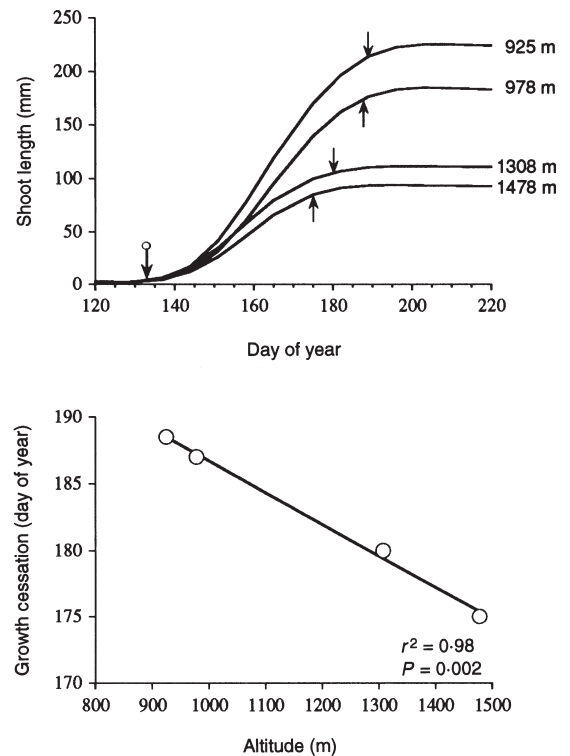 250
200
150
100
50
0
Shoot length (mm)
925 m
978 m
1308 m
1478 m
120 140 160 180 200 220
Day of year
190
185
180
175
170
Growth cessation (day of year)
r² = 0·98
P = 0·002
800 900 1000 1100 1200 1300 1400 1500
Altitude (m)